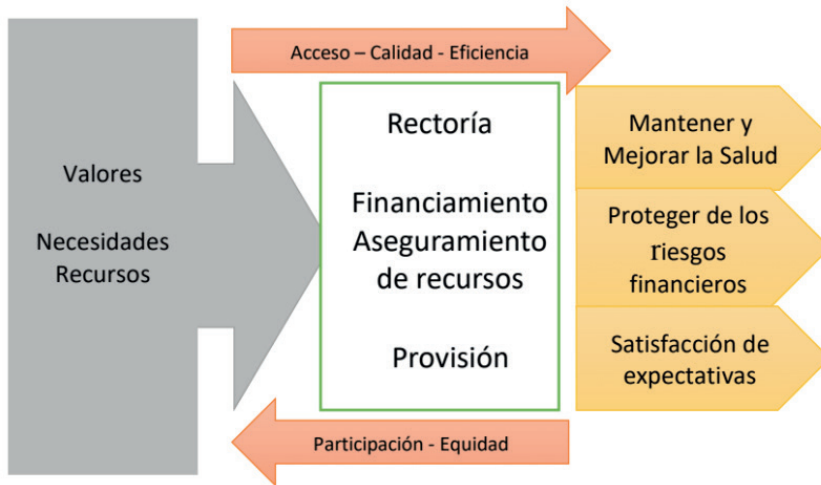 Acceso – Calidad - Eficiencia
Valores
Necesidades
Recursos
Rectoría
Financiamiento
Aseguramiento
de recursos
Provisión
Mantener y
Mejorar la Salud
Proteger de los
riesgos
financieros
Satisfacción de
expectativas
Participación - Equidad